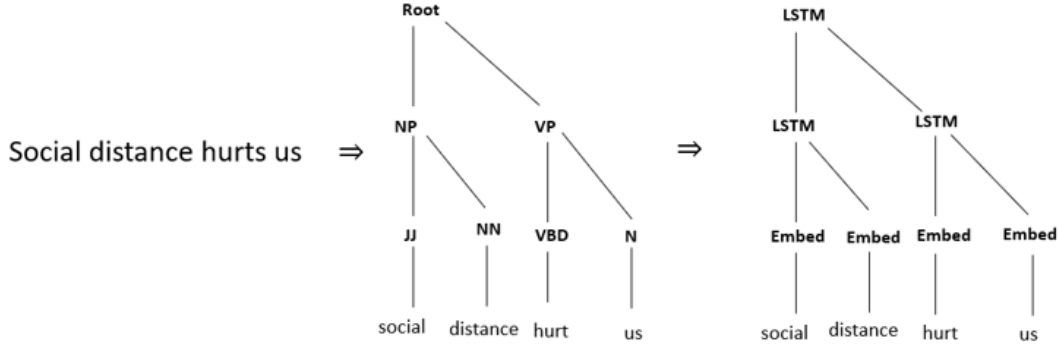 Root
LSTM
NP
VP
LSTM
LSTM
Social distance hurts us ⇒
⇒
JJ
NN
VBD
N
Embed
Embed
Embed
Embed
social
distance
hurt
us
social
distance
hurt
us